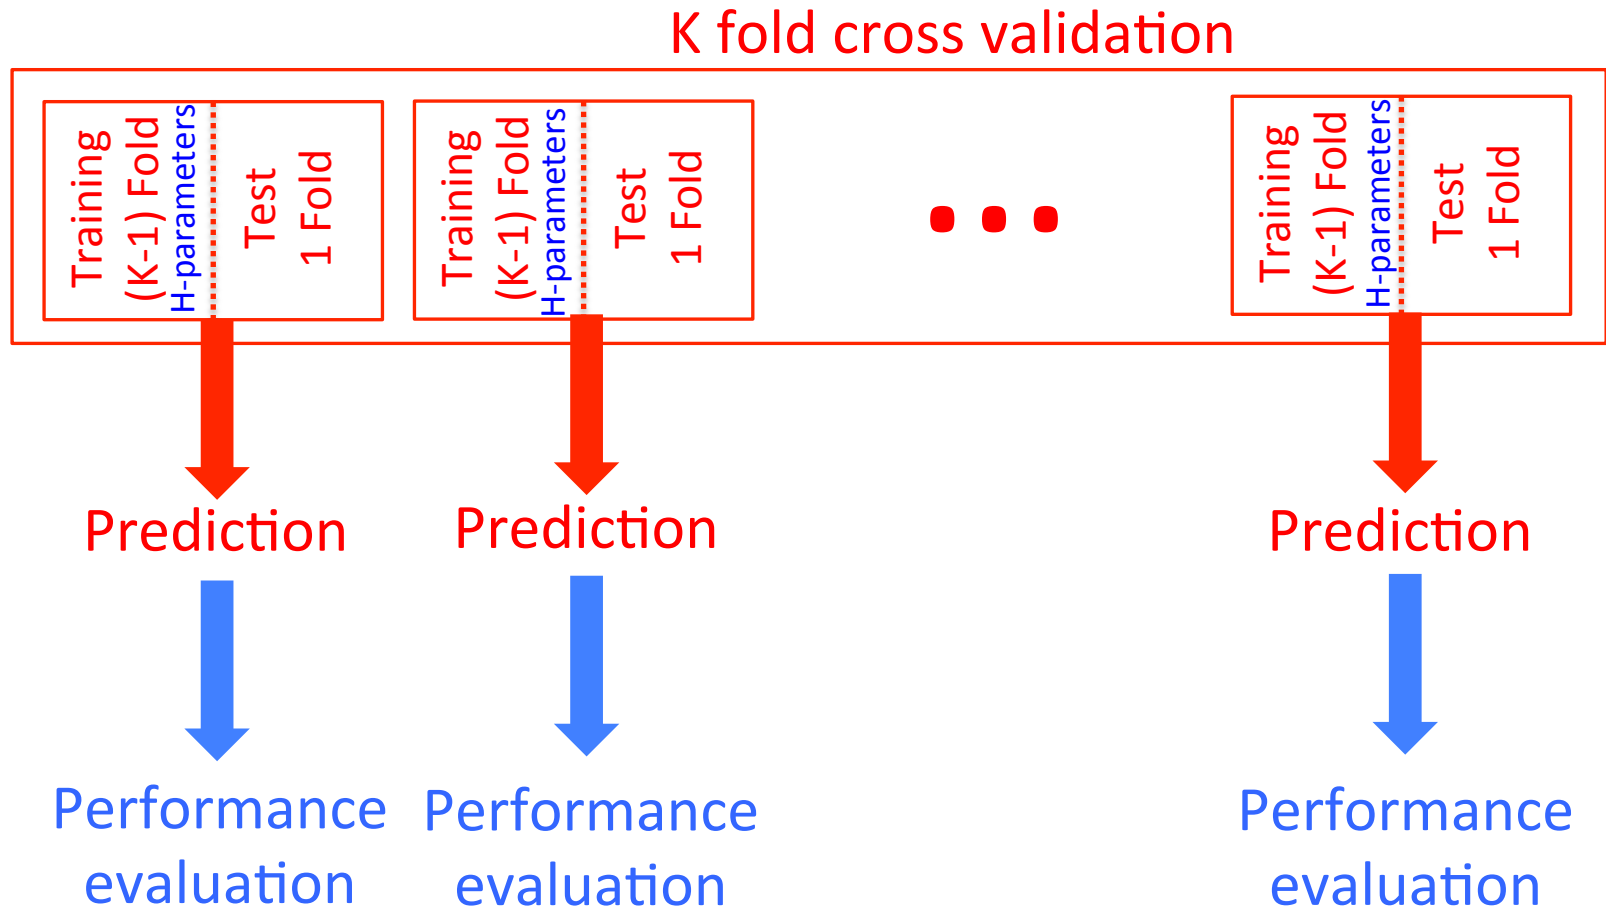 K fold cross validation
Training
(K-1) Fold
H-parameters
Test
1 Fold
Training
(K-1) Fold
H-parameters
Test
1 Fold
...
Training
(K-1) Fold
H-parameters
Test
1 Fold
Prediction
Prediction
Prediction
Performance
evaluation
Performance
evaluation
Performance
evaluation